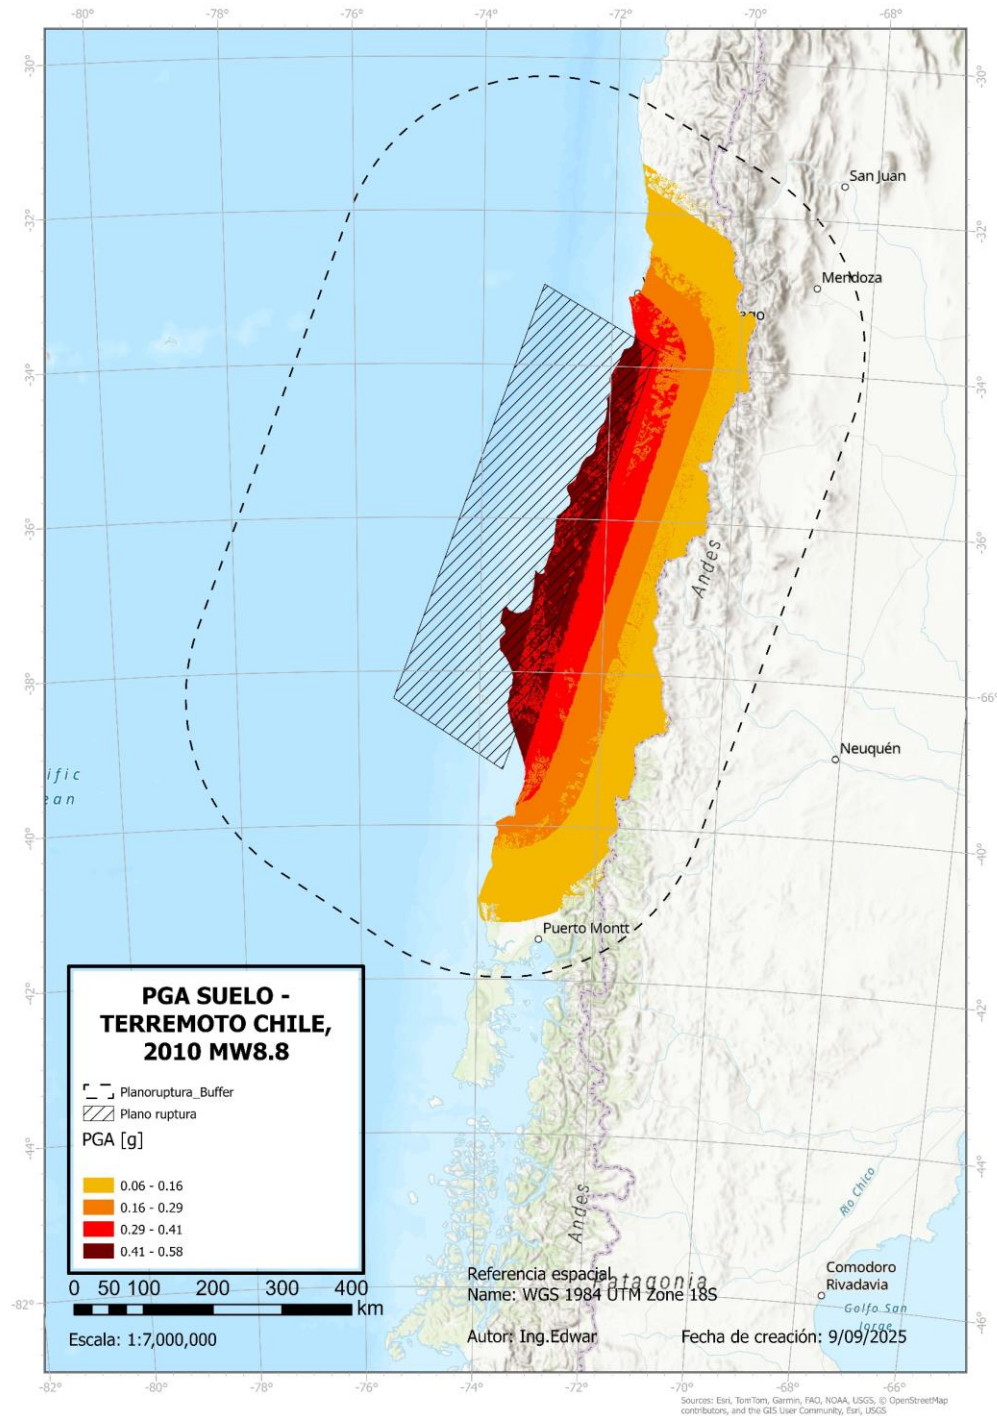 -80°
-78°
-76°
-74°
-72°
-70°
-68°
-30°
-30°
San Juan
-32°
-32°
Mendoza
ago
-34°
-34°
-36°
-36°
Andes
-38°
-66°
Neuquén
ific
ean
-40°
-40°
Puerto Montt
-42°
-42°
PGA SUELO -
TERREMOTO CHILE,
2010 MW8.8
Planoruptura_Buffer
Plano ruptura
PGA [g]
0.06 - 0.16
0.16 - 0.29
0.29 - 0.41
0.41 - 0.58
-44°
-44°
Río Chico
Andes
0 50 100 200 300 400
km
Escala: 1:7,000,000
Referencia espacial
Name: WGS 1984 UTM Zone 18S
atagonia
Autor: Ing.Edwar
Fecha de creación: 9/09/2025
Comodoro
Rivadavia
Golfo San
Jorge
-82°
-46°
-82°
-80°
-78°
-76°
-74°
-72°
-70°
-68°
-66°
Sources: Esri, TomTom, Garmin, FAO, NOAA, USGS, © OpenStreetMap
contributors, and the GIS User Community, Esri, USGS